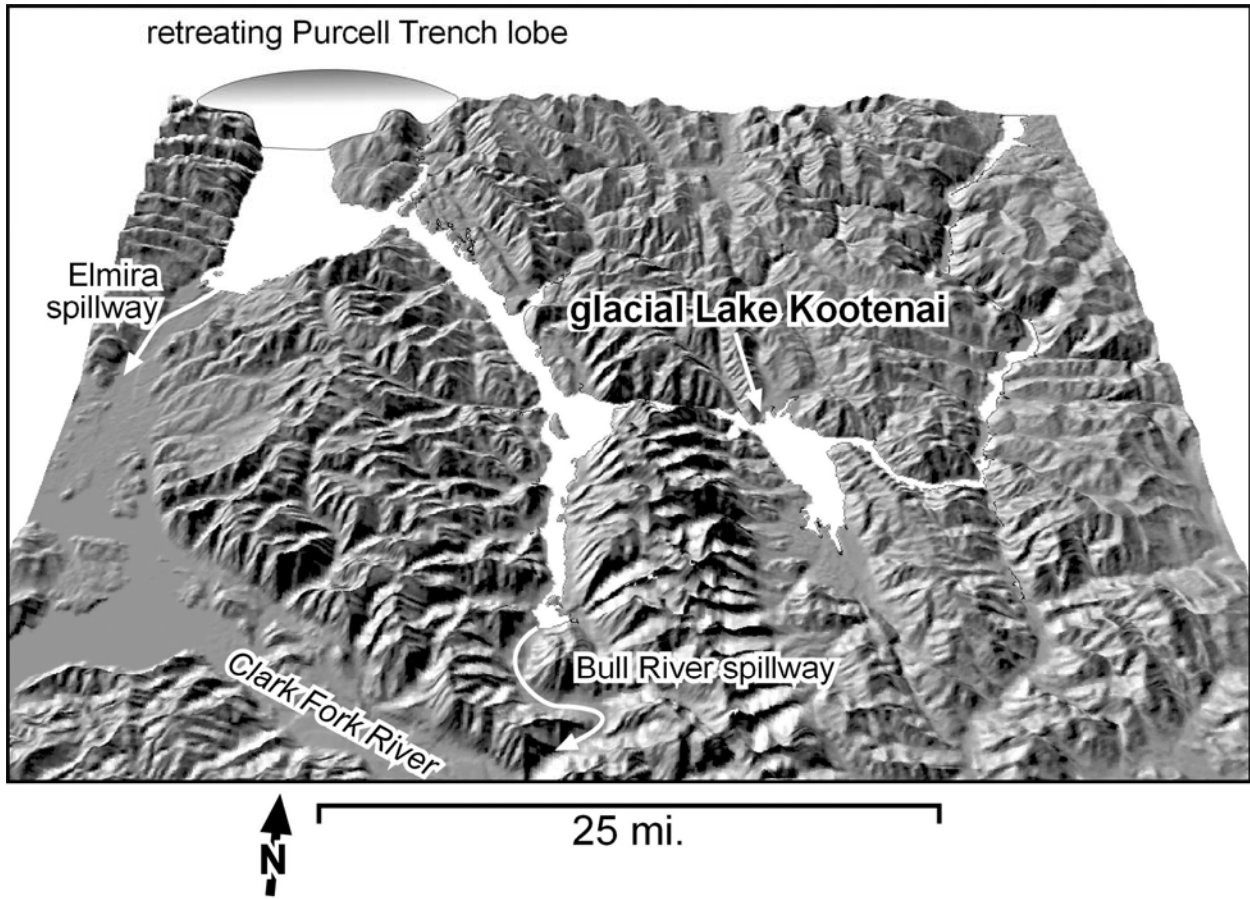 retreating Purcell Trench lobe
Elmira
spillway
glacial Lake Kootenai
Bull River spillway
Clark Fork River
N
25 mi.